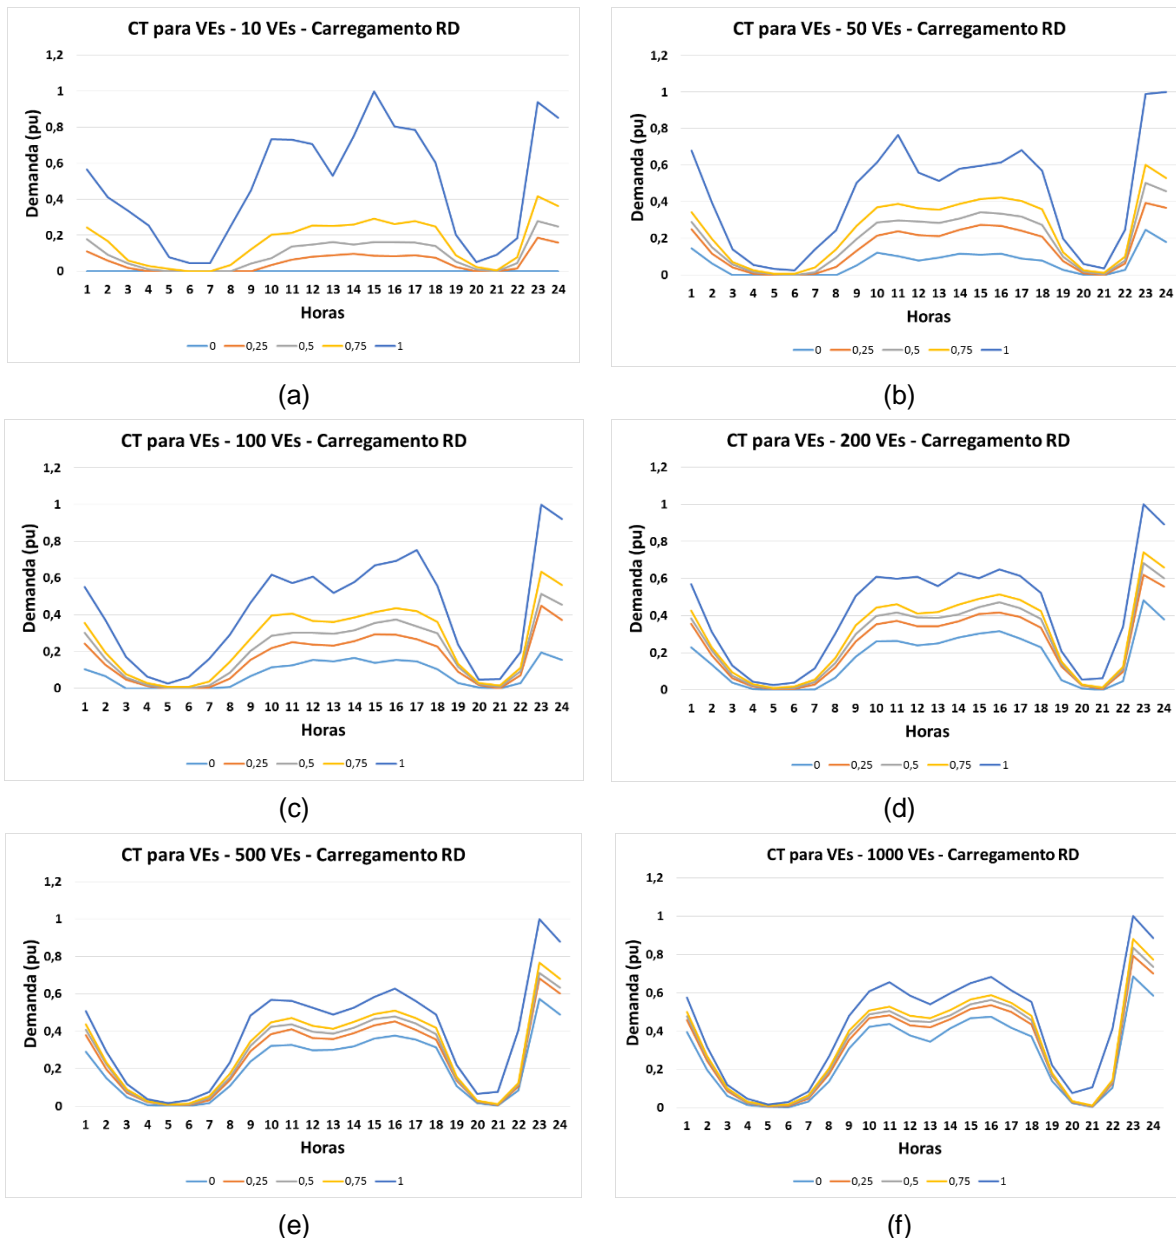 CT para VEs - 10 VEs - Carregamento RD
1,2
1
0,8
0,6
0,4
0,2
0
Demanda (pu)
1 2 3 4 5 6 7 8 9 10 11 12 13 14 15 16 17 18 19 20 21 22 23 24
Horas
0 0,25 0,5 0,75 1
(a)
CT para VEs - 50 VEs - Carregamento RD
1,2
1
0,8
0,6
0,4
0,2
0
Demanda (pu)
1 2 3 4 5 6 7 8 9 10 11 12 13 14 15 16 17 18 19 20 21 22 23 24
Horas
0 0,25 0,5 0,75 1
(b)
CT para VEs - 100 VEs - Carregamento RD
1,2
1
0,8
0,6
0,4
0,2
0
Demanda (pu)
1 2 3 4 5 6 7 8 9 10 11 12 13 14 15 16 17 18 19 20 21 22 23 24
Horas
0 0,25 0,5 0,75 1
(c)
CT para VEs - 200 VEs - Carregamento RD
1,2
1
0,8
0,6
0,4
0,2
0
Demanda (pu)
1 2 3 4 5 6 7 8 9 10 11 12 13 14 15 16 17 18 19 20 21 22 23 24
Horas
0 0,25 0,5 0,75 1
(d)
CT para VEs - 500 VEs - Carregamento RD
1,2
1
0,8
0,6
0,4
0,2
0
Demanda (pu)
1 2 3 4 5 6 7 8 9 10 11 12 13 14 15 16 17 18 19 20 21 22 23 24
Horas
0 0,25 0,5 0,75 1
(e)
CT para VEs - 1000 VEs - Carregamento RD
1,2
1
0,8
0,6
0,4
0,2
0
Demanda (pu)
1 2 3 4 5 6 7 8 9 10 11 12 13 14 15 16 17 18 19 20 21 22 23 24
Horas
0 0,25 0,5 0,75 1
(f)